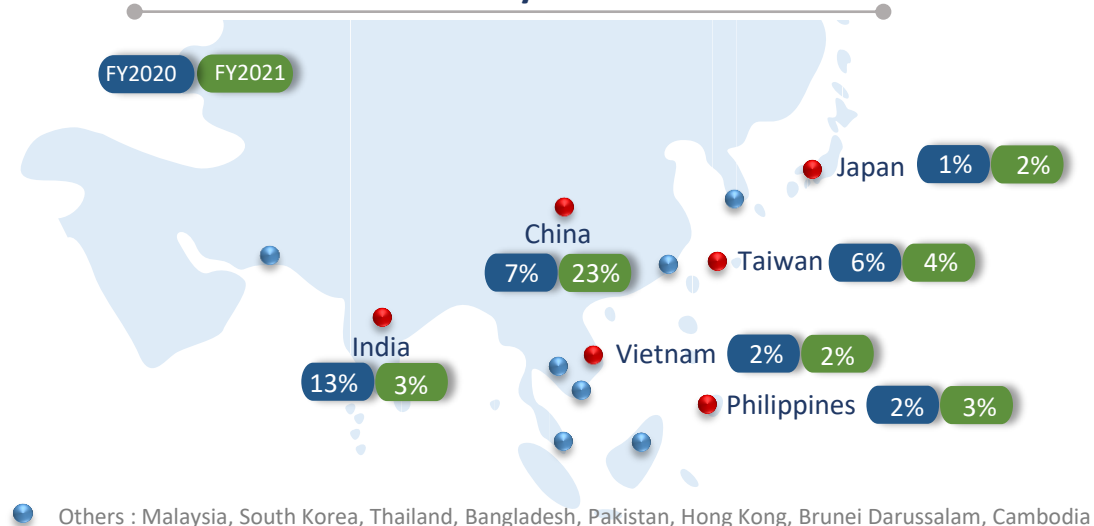 FY2020 FY2021
Japan 1% 2%
China
7% 23%
Taiwan 6% 4%
India
13% 3%
Vietnam 2% 2%
Philippines 2% 3%
Others : Malaysia, South Korea, Thailand, Bangladesh, Pakistan, Hong Kong, Brunei Darussalam, Cambodia